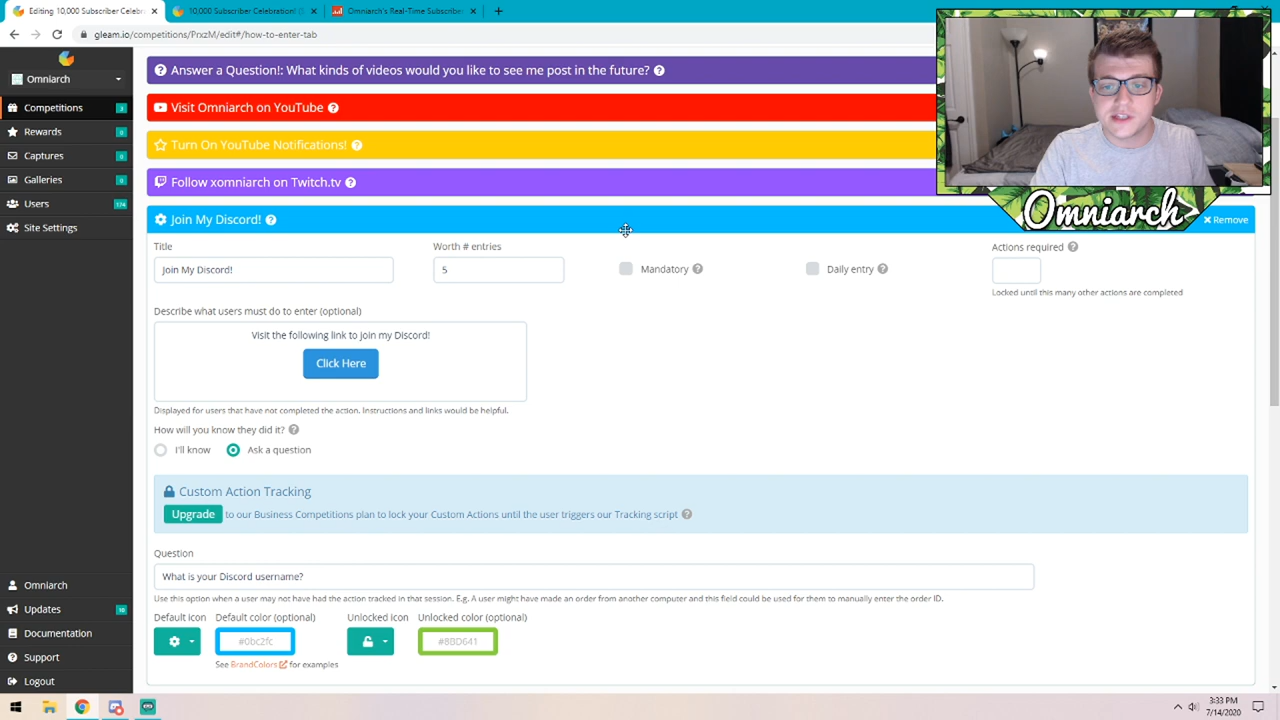 Editing 10,000 Subscriber Celebr
10,000 Subscriber Celebration! (
Omniarch's Real-Time Subscribe
gleam.io/competitions/PrxzM/edit#/how-to-enter-tab
Omniarch
Competitions 3
Rewards 0
Captures 0
Galleries 0
Users 174
Site Settings
Omniarch
Updates 10
Documentation
Support
Logout
Answer a Question!: What kinds of videos would you like to see me post in the future?
Visit Omniarch on YouTube
Turn On YouTube Notifications!
Follow xomniarch on Twitch.tv
Omniarch
Join My Discord!
Remove
Title
Worth # entries
Actions required
Join My Discord!
5
Mandatory
Daily entry
Locked until this many other actions are completed
Describe what users must do to enter (optional)
Visit the following link to join my Discord!
Click Here
Displayed for users that have not completed the action. Instructions and links would be helpful.
How will you know they did it?
I'll know
Ask a question
Custom Action Tracking
Upgrade to our Business Competitions plan to lock your Custom Actions until the user triggers our Tracking script
Question
What is your Discord username?
Use this option when a user may not have had the action tracked in that session. E.g. A user might have made an order from another computer and this field could be used for them to manually enter the order ID.
Default icon
Default color (optional)
Unlocked icon
Unlocked color (optional)
#0bc2fc
#8BD641
See BrandColors for examples
3:33 PM
7/14/2020